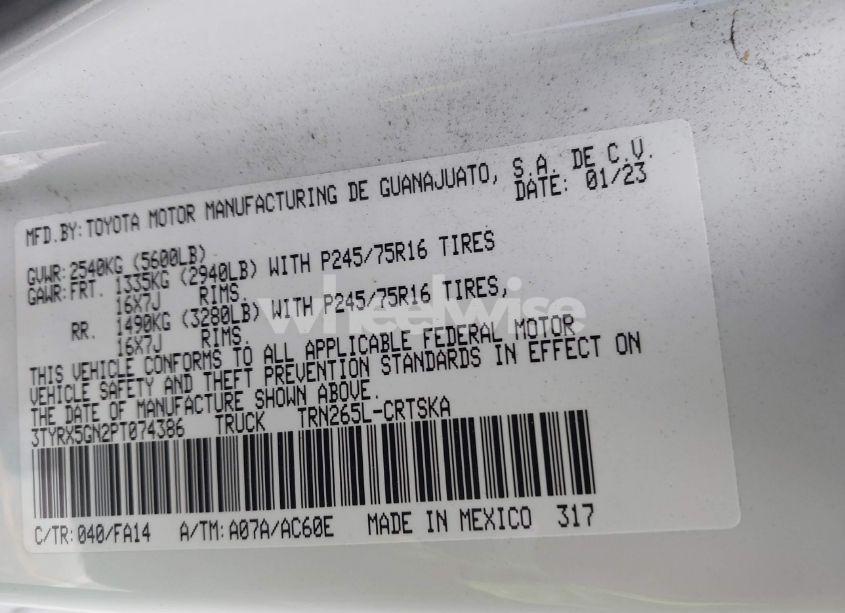 MFD.BY:TOYOTA MOTOR MANUFACTURING DE GUANAJUATO, S.A. DE C.V.
DATE: 01/23
GVWR:2540KG (5600LB)
GAWR:FRT. 1335KG (2940LB) WITH P245/75R16 TIRES
16X7J RIMS.
RR. 1490KG (3280LB) WITH P245/75R16 TIRES,
16X7J RIMS.
THIS VEHICLE CONFORMS TO ALL APPLICABLE FEDERAL MOTOR
VEHICLE SAFETY AND THEFT PREVENTION STANDARDS IN EFFECT ON
THE DATE OF MANUFACTURE SHOWN ABOVE.
3TYRX5GN2PT074386 TRUCK TRN265L-CRTSKA
C/TR:040/FA14 A/TM:A07A/AC60E MADE IN MEXICO 317
wheelwise